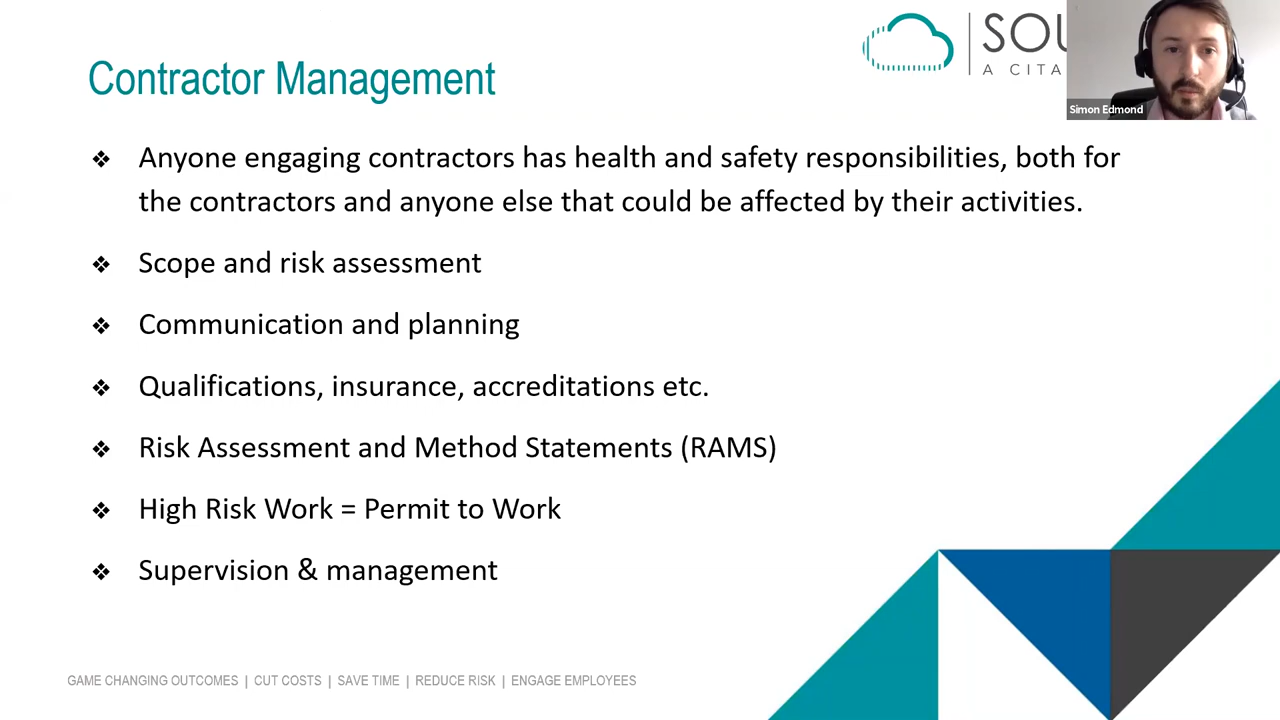 Contractor Management
A CITA
Simon Edmond
❖ Anyone engaging contractors has health and safety responsibilities, both for
the contractors and anyone else that could be affected by their activities.
❖ Scope and risk assessment
❖ Communication and planning
❖ Qualifications, insurance, accreditations etc.
❖ Risk Assessment and Method Statements (RAMS)
❖ High Risk Work = Permit to Work
❖ Supervision & management
GAME CHANGING OUTCOMES | CUT COSTS | SAVE TIME | REDUCE RISK | ENGAGE EMPLOYEES